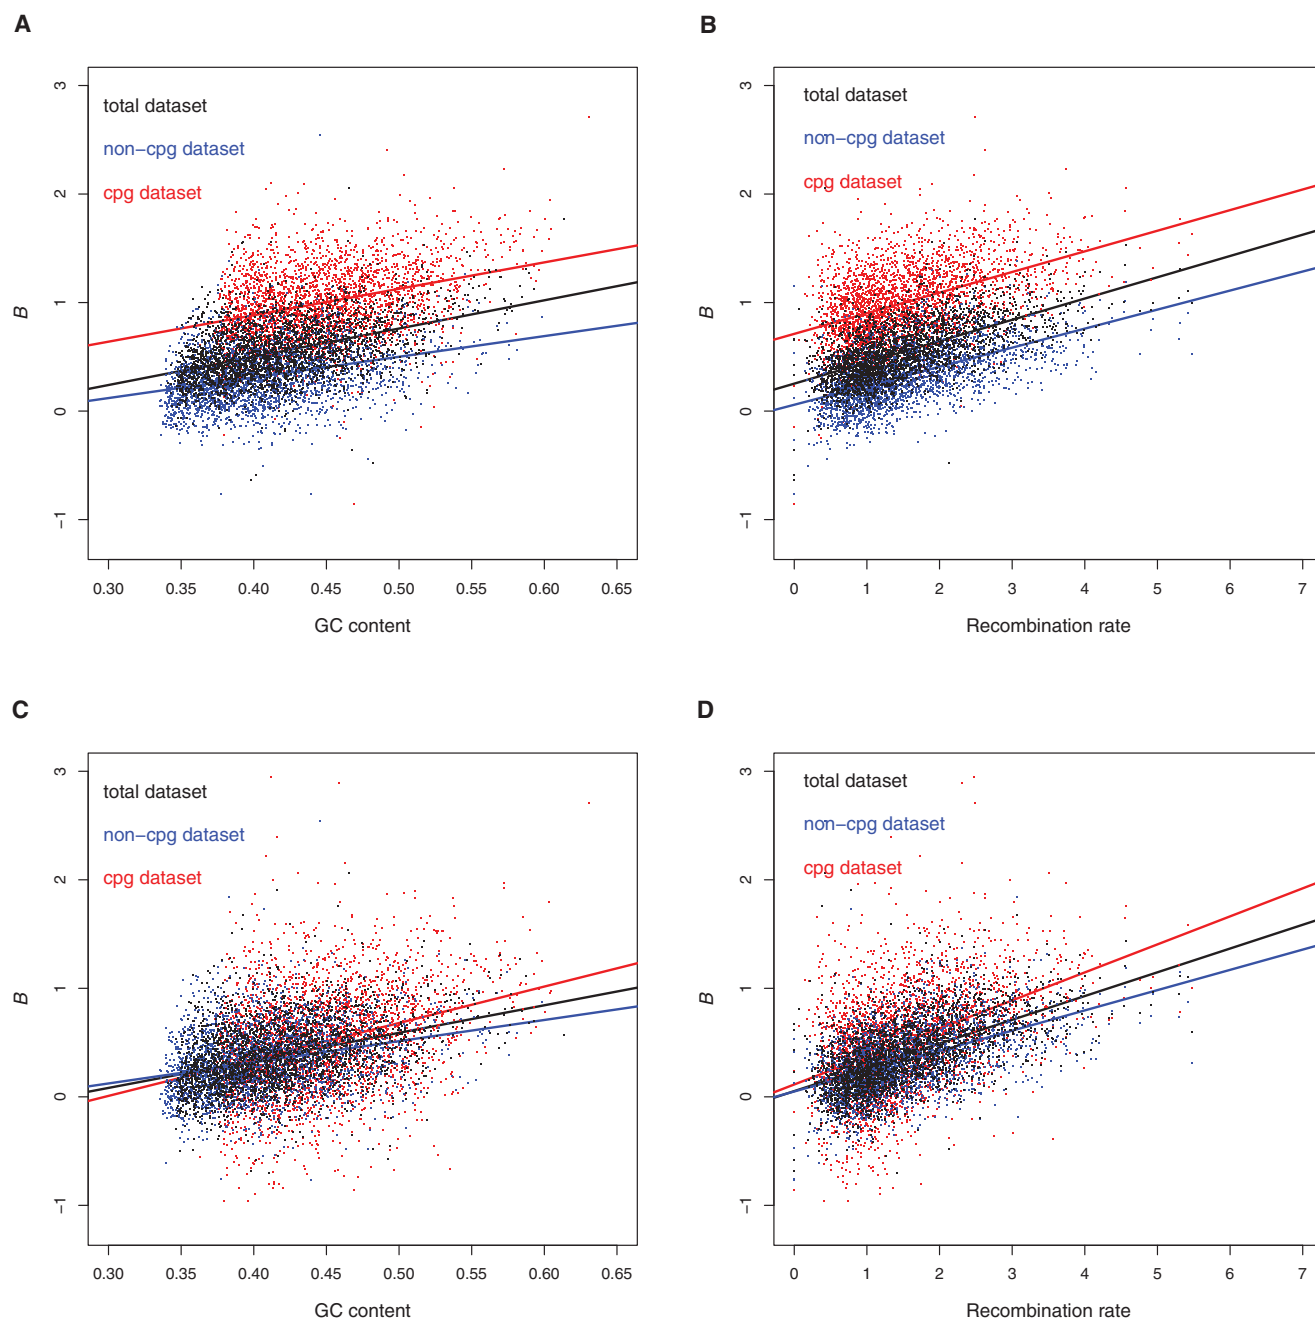 A
B
3
2
1
0
−1
B
total dataset
non−cpg dataset
cpg dataset
0.30 0.35 0.40 0.45 0.50 0.55 0.60 0.65
GC content
3
2
1
0
−1
B
total dataset
non−cpg dataset
cpg dataset
0 1 2 3 4 5 6 7
Recombination rate
C
D
3
2
1
0
−1
B
total dataset
non−cpg dataset
cpg dataset
0.30 0.35 0.40 0.45 0.50 0.55 0.60 0.65
GC content
3
2
1
0
−1
B
total dataset
non−cpg dataset
cpg dataset
0 1 2 3 4 5 6 7
Recombination rate